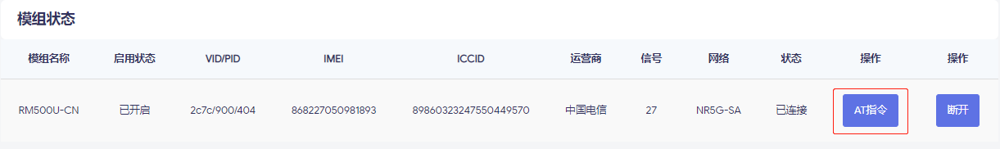 模组状态
模组名称 启用状态 VID/PID IMEI ICCID 运营商 信号 网络 状态 操作 操作
RM500U-CN 已开启 2c7c/900/404 868227050981893 89860323247550449570 中国电信 27 NR5G-SA 已连接 AT指令 断开